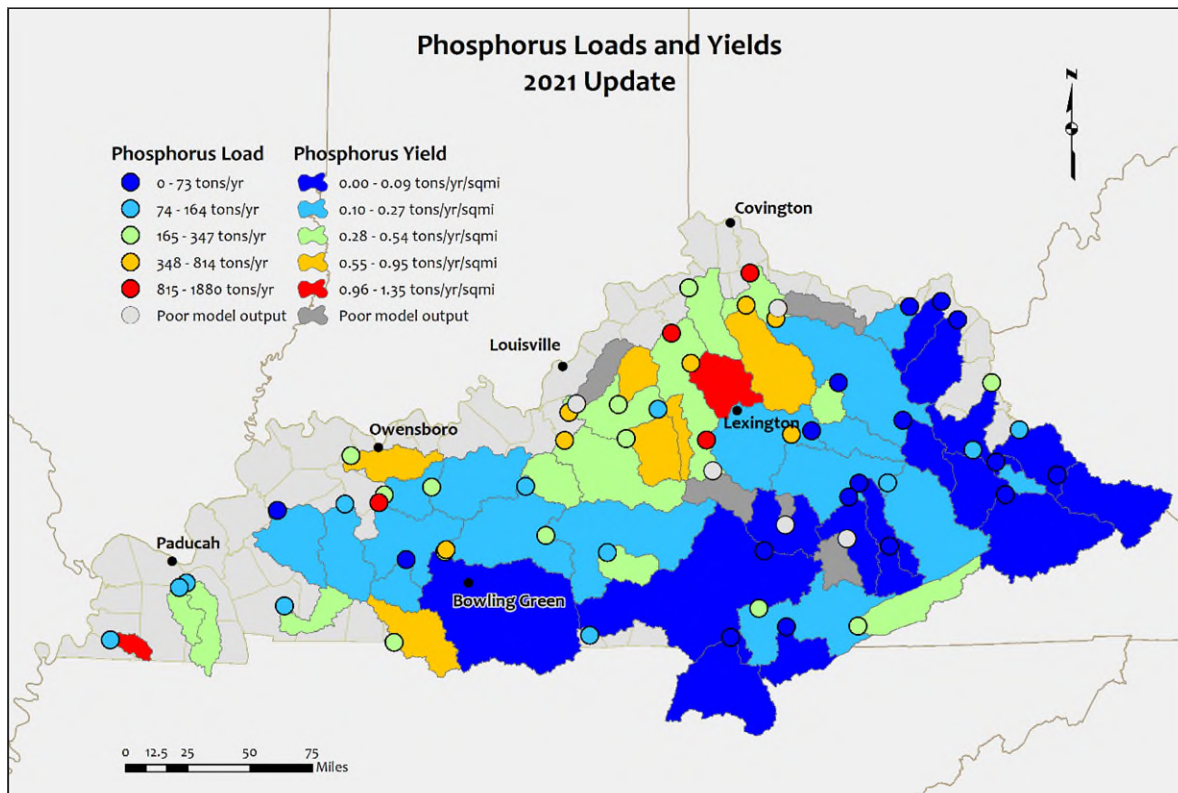 Phosphorus Loads and Yields
2021 Update
N
Phosphorus Load
0 - 73 tons/yr
74 - 164 tons/yr
165 - 347 tons/yr
348 - 814 tons/yr
815 - 1880 tons/yr
Poor model output
Phosphorus Yield
0.00 - 0.09 tons/yr/sqmi
0.10 - 0.27 tons/yr/sqmi
0.28 - 0.54 tons/yr/sqmi
0.55 - 0.95 tons/yr/sqmi
0.96 - 1.35 tons/yr/sqmi
Poor model output
Covington
Louisville
Lexington
Owensboro
Paducah
Bowling Green
0 12.5 25 50 75
Miles